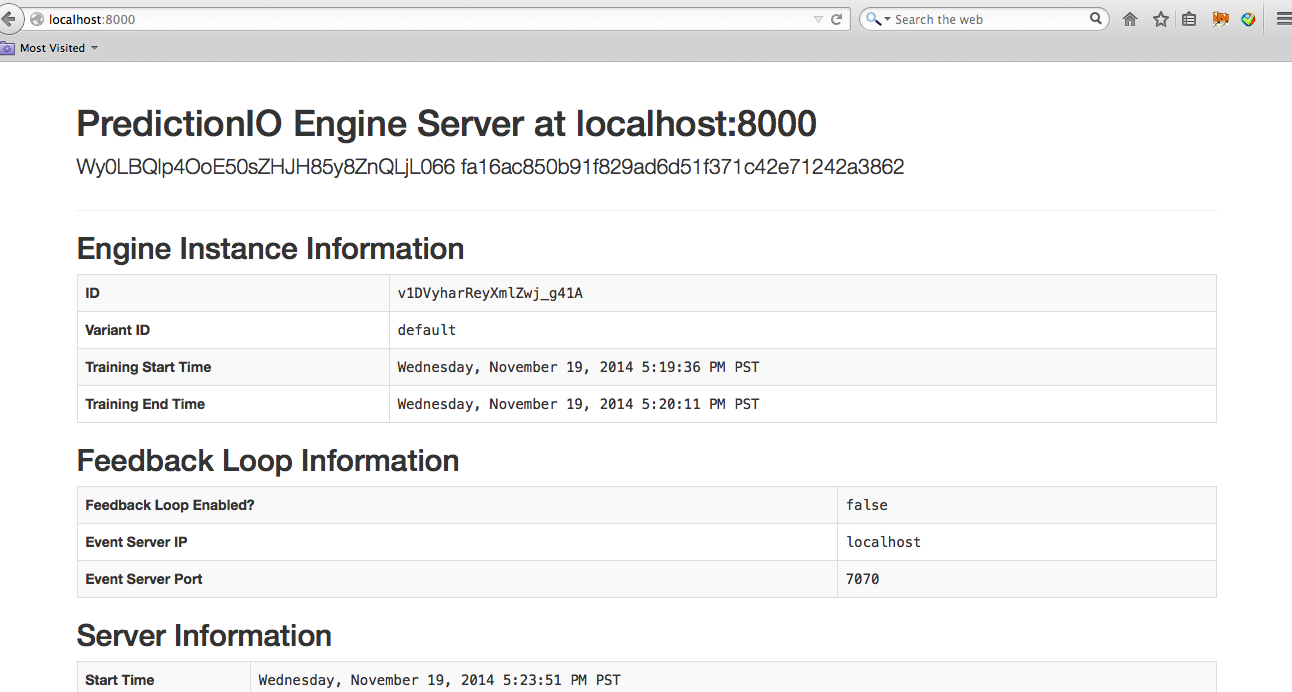 localhost:8000
Search the web
Most Visited
PredictionIO Engine Server at localhost:8000
Wy0LBQlp4OoE50sZHJH85y8ZnQLjL066 fa16ac850b91f829ad6d51f371c42e71242a3862
Engine Instance Information
ID v1DVyharReyXmlZwj_g41A
Variant ID default
Training Start Time Wednesday, November 19, 2014 5:19:36 PM PST
Training End Time Wednesday, November 19, 2014 5:20:11 PM PST
Feedback Loop Information
Feedback Loop Enabled? false
Event Server IP localhost
Event Server Port 7070
Server Information
Start Time Wednesday, November 19, 2014 5:23:51 PM PST